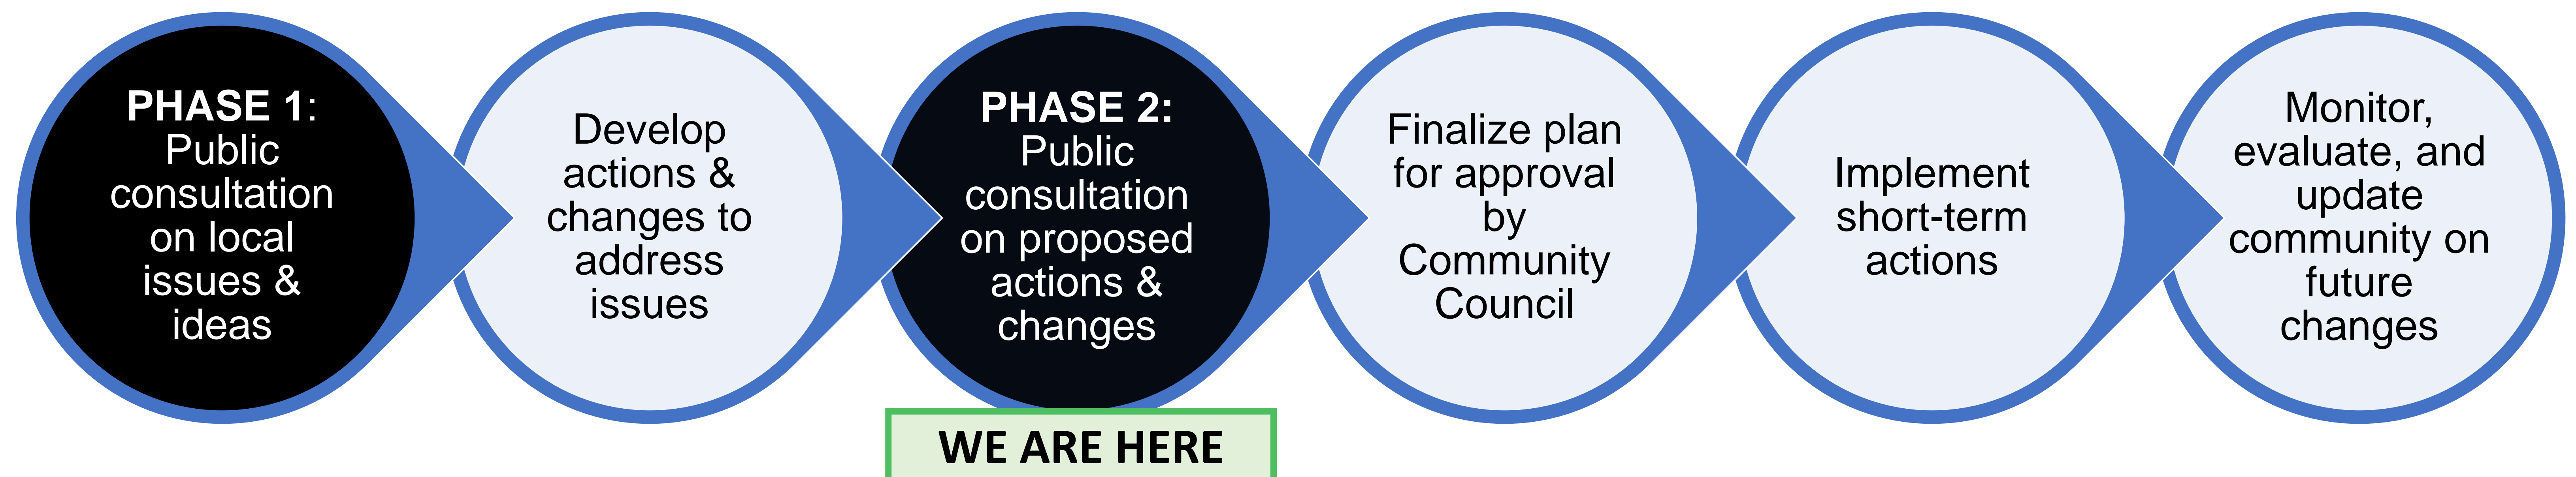 PHASE 1:
Public
consultation
on local
issues &
ideas
Develop
actions &
changes to
address
issues
PHASE 2:
Public
consultation
on proposed
actions &
changes
Finalize plan
for approval
by
Community
Council
Implement
short-term
actions
Monitor,
evaluate, and
update
community on
future
changes
WE ARE HERE